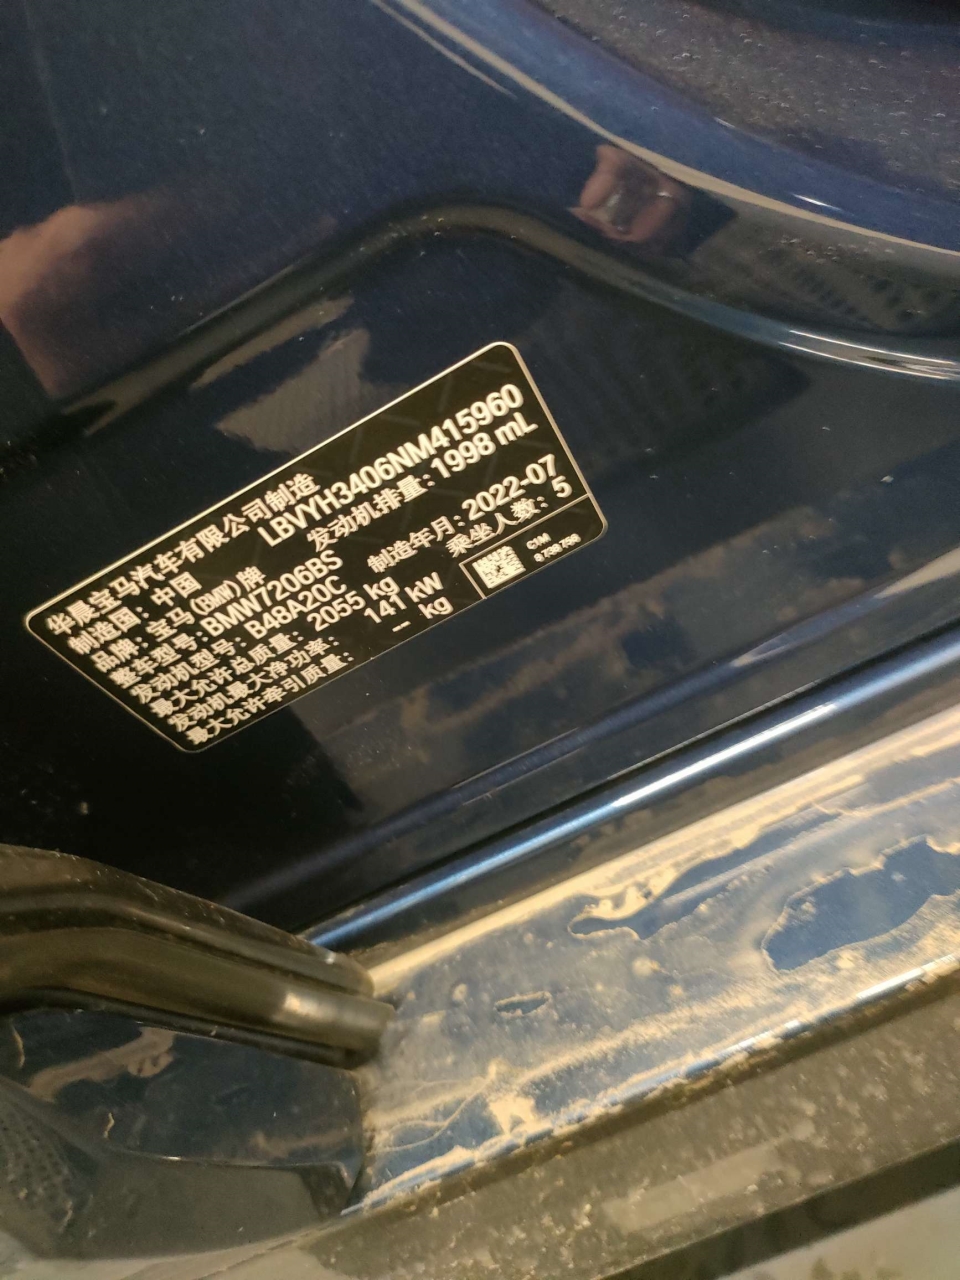 华晨宝马汽车有限公司制造
制造国：中国 LBVYH3406NM415960
品牌：宝马(BMW)牌 发动机排量：1998 mL
整车型号：BMW7206BS
发动机型号：B48A20C 制造年月：2022-07
最大允许总质量：2055 kg 乘坐人数：5
发动机最大净功率：141 kW
最大允许牵引质量：-- kg
C1M